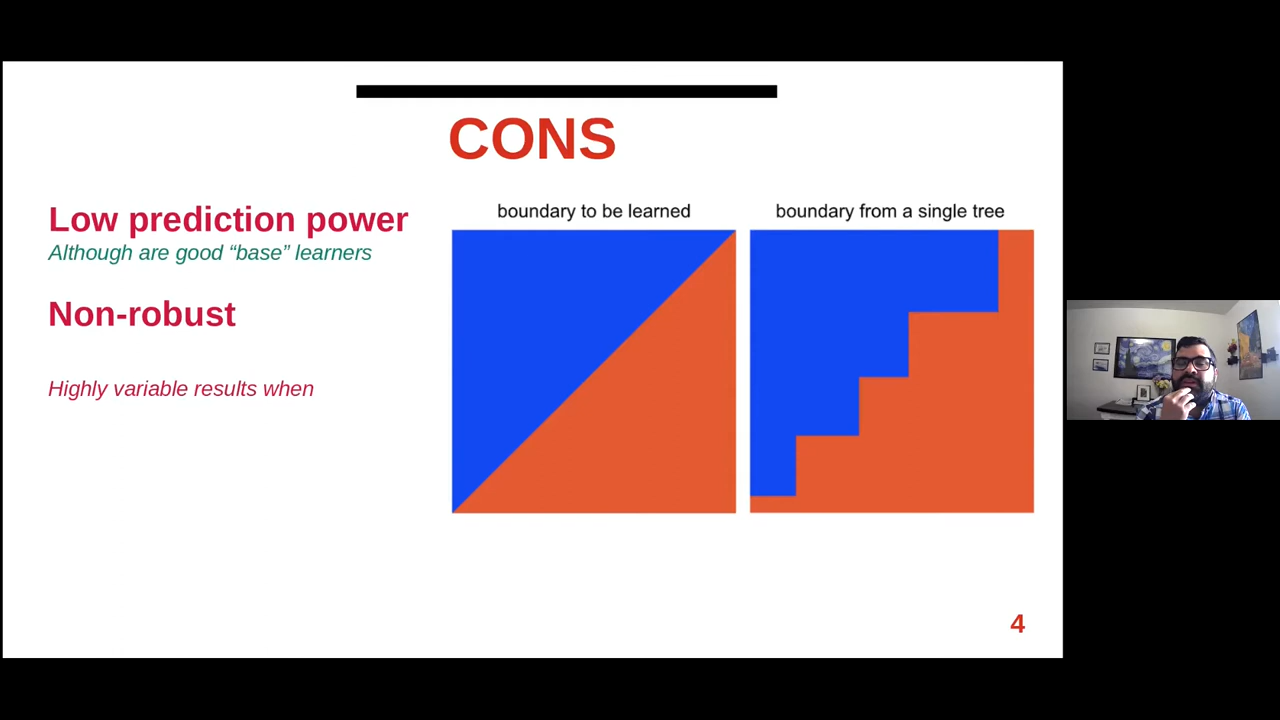 CONS
Low prediction power
Although are good “base” learners
Non-robust
Highly variable results when
boundary to be learned
boundary from a single tree
4